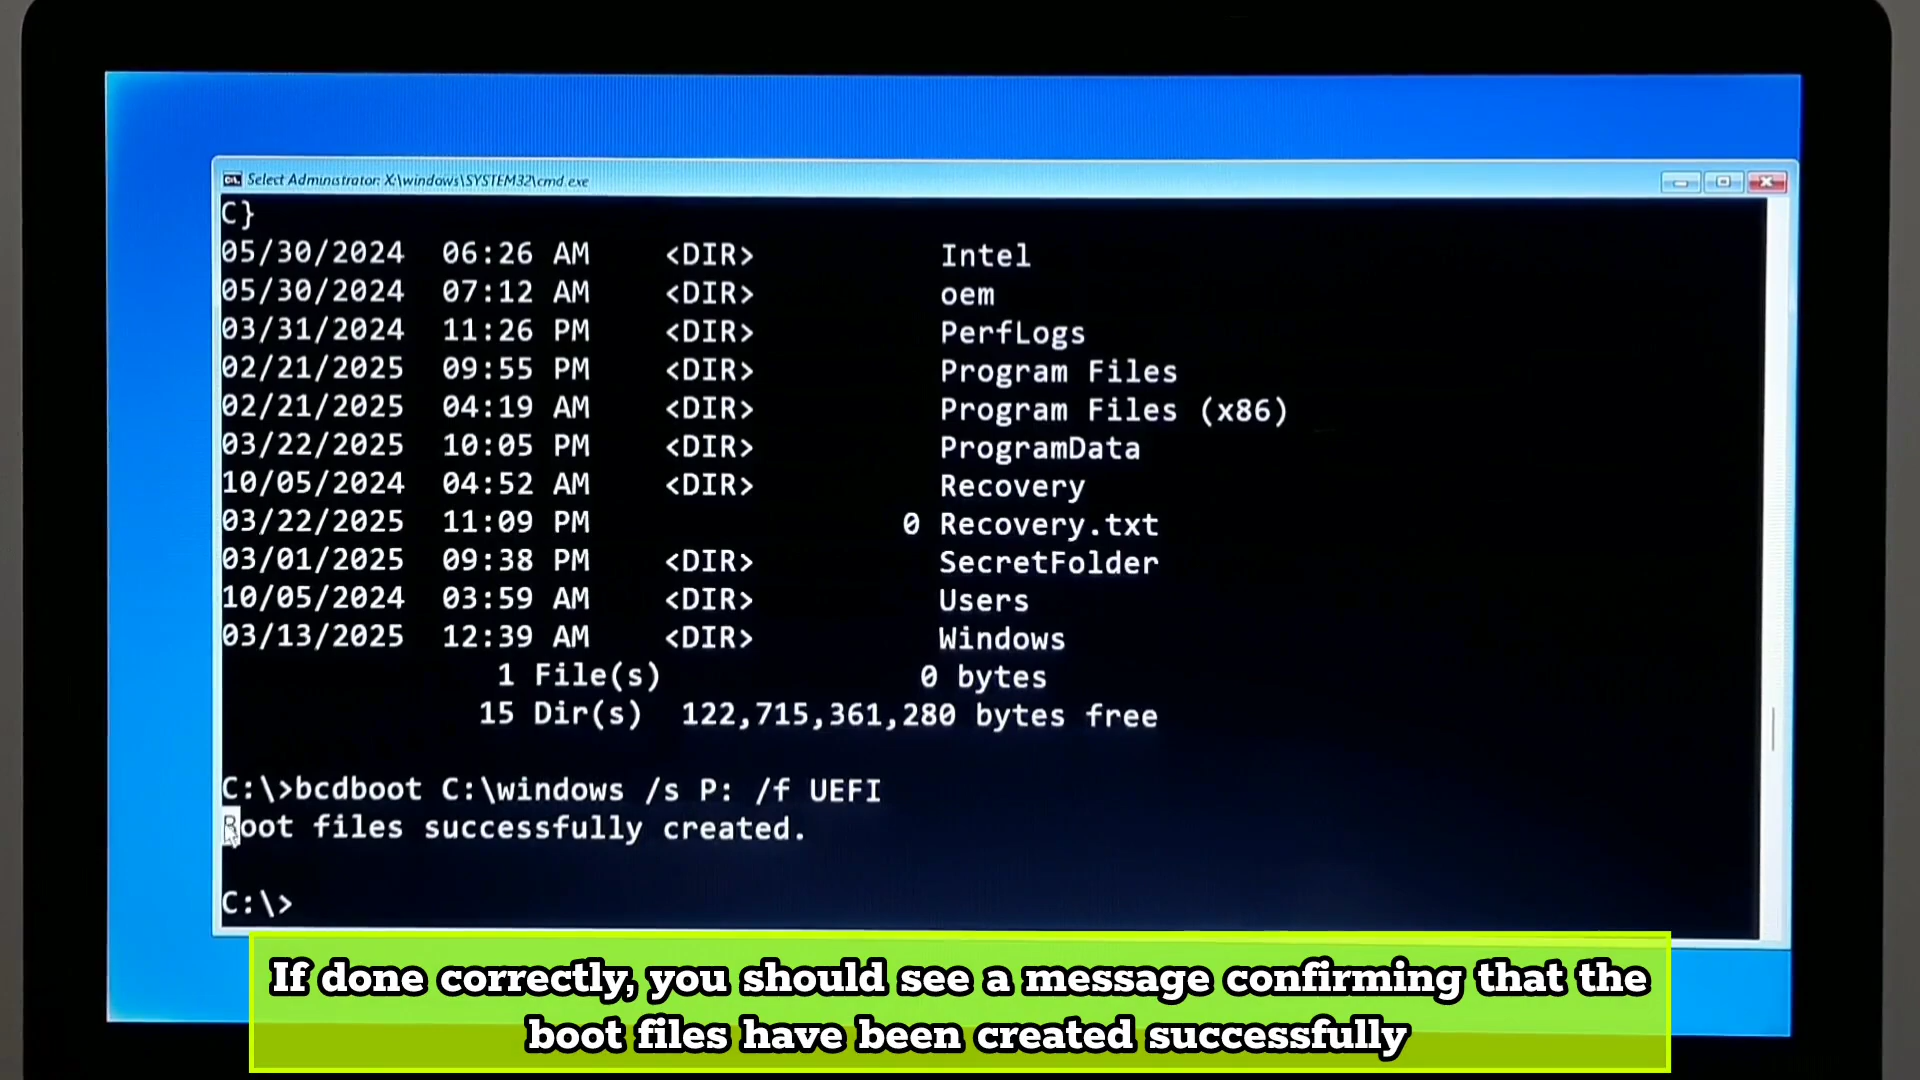 Select Administrator: X:\windows\SYSTEM32\cmd.exe
C}
05/30/2024 06:26 AM <DIR> Intel
05/30/2024 07:12 AM <DIR> oem
03/31/2024 11:26 PM <DIR> PerfLogs
02/21/2025 09:55 PM <DIR> Program Files
02/21/2025 04:19 AM <DIR> Program Files (x86)
03/22/2025 10:05 PM <DIR> ProgramData
10/05/2024 04:52 AM <DIR> Recovery
03/22/2025 11:09 PM 0 Recovery.txt
03/01/2025 09:38 PM <DIR> SecretFolder
10/05/2024 03:59 AM <DIR> Users
03/13/2025 12:39 AM <DIR> Windows
1 File(s) 0 bytes
15 Dir(s) 122,715,361,280 bytes free
C:\>bcdboot C:\windows /s P: /f UEFI
Boot files successfully created.
C:\>
If done correctly, you should see a message confirming that the
boot files have been created successfully